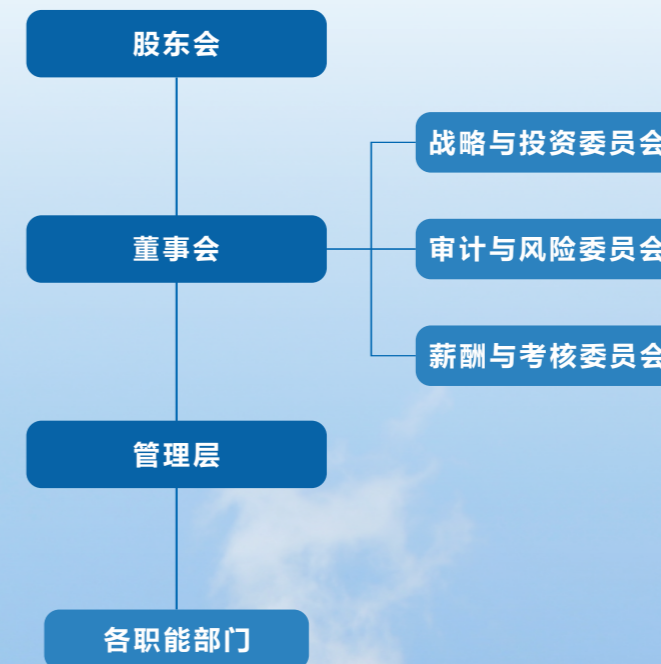 股东会
战略与投资委员会
董事会
审计与风险委员会
薪酬与考核委员会
管理层
各职能部门